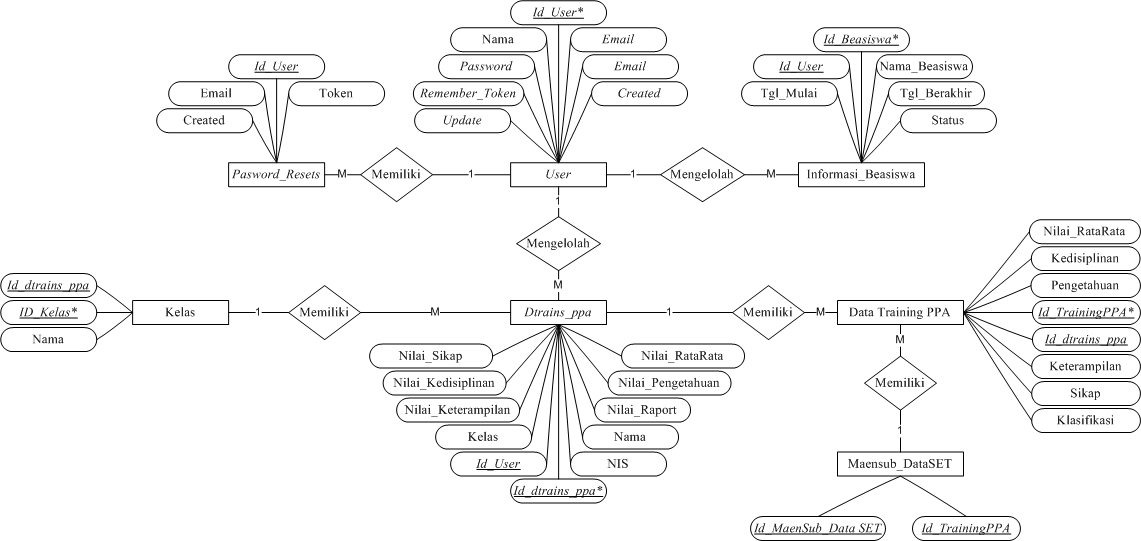 Id_User*
Nama
Email
Password
Email
Remember_Token
Created
Update
Id_User
Email
Token
Created
Id_Beasiswa*
Id_User
Nama_Beasiswa
Tgl_Mulai
Tgl_Berakhir
Status
Pasword_Resets
M
Memiliki
1
User
1
Mengelolah
M
Informasi_Beasiswa
1
Mengelolah
M
Id_dtrains_ppa
ID_Kelas*
Nama
Kelas
1
Memiliki
M
Dtrains_ppa
1
Memiliki
M
Data Training PPA
Nilai_RataRata
Kedisiplinan
Pengetahuan
Id_TrainingPPA*
Id_dtrains_ppa
Keterampilan
Sikap
Klasifikasi
Nilai_Sikap
Nilai_RataRata
Nilai_Kedisiplinan
Nilai_Pengetahuan
Nilai_Keterampilan
Nilai_Raport
Kelas
Nama
Id_User
NIS
Id_dtrains_ppa*
M
Memiliki
1
Maensub_DataSET
Id_MaenSub_Data SET
Id_TrainingPPA